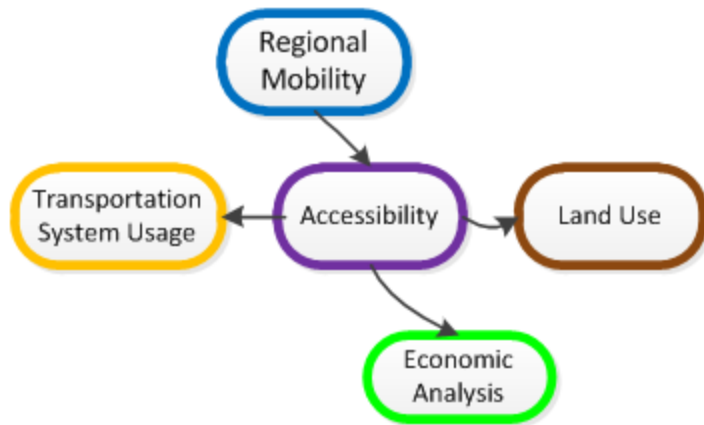 Regional
Mobility
Transportation
System Usage
Accessibility
Land Use
Economic
Analysis